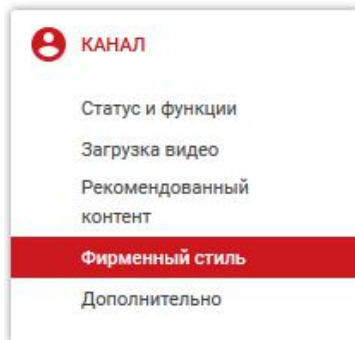 КАНАЛ
Статус и функции
Загрузка видео
Рекомендованный
контент
Фирменный стиль
Дополнительно